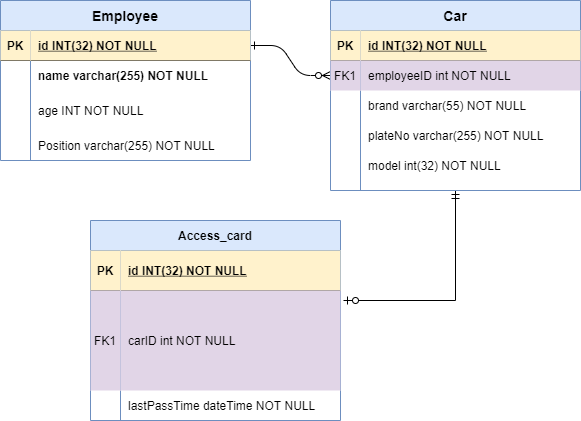 Employee
PK id INT(32) NOT NULL
name varchar(255) NOT NULL
age INT NOT NULL
Position varchar(255) NOT NULL
Car
PK id INT(32) NOT NULL
FK1 employeeID int NOT NULL
brand varchar(55) NOT NULL
plateNo varchar(255) NOT NULL
model int(32) NOT NULL
Access_card
PK id INT(32) NOT NULL
FK1 carID int NOT NULL
lastPassTime dateTime NOT NULL